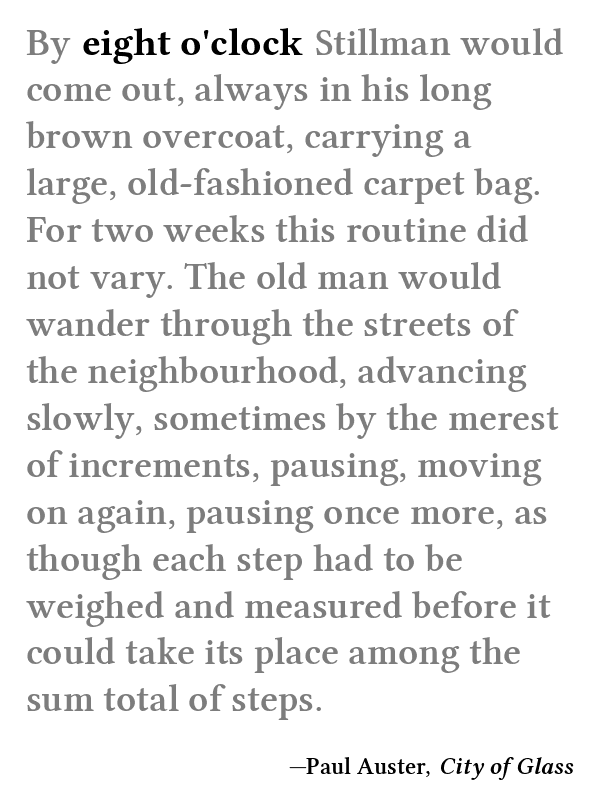 By eight o'clock Stillman would
come out, always in his long
brown overcoat, carrying a
large, old-fashioned carpet bag.
For two weeks this routine did
not vary. The old man would
wander through the streets of
the neighbourhood, advancing
slowly, sometimes by the merest
of increments, pausing, moving
on again, pausing once more, as
though each step had to be
weighed and measured before it
could take its place among the
sum total of steps.
—Paul Auster, City of Glass